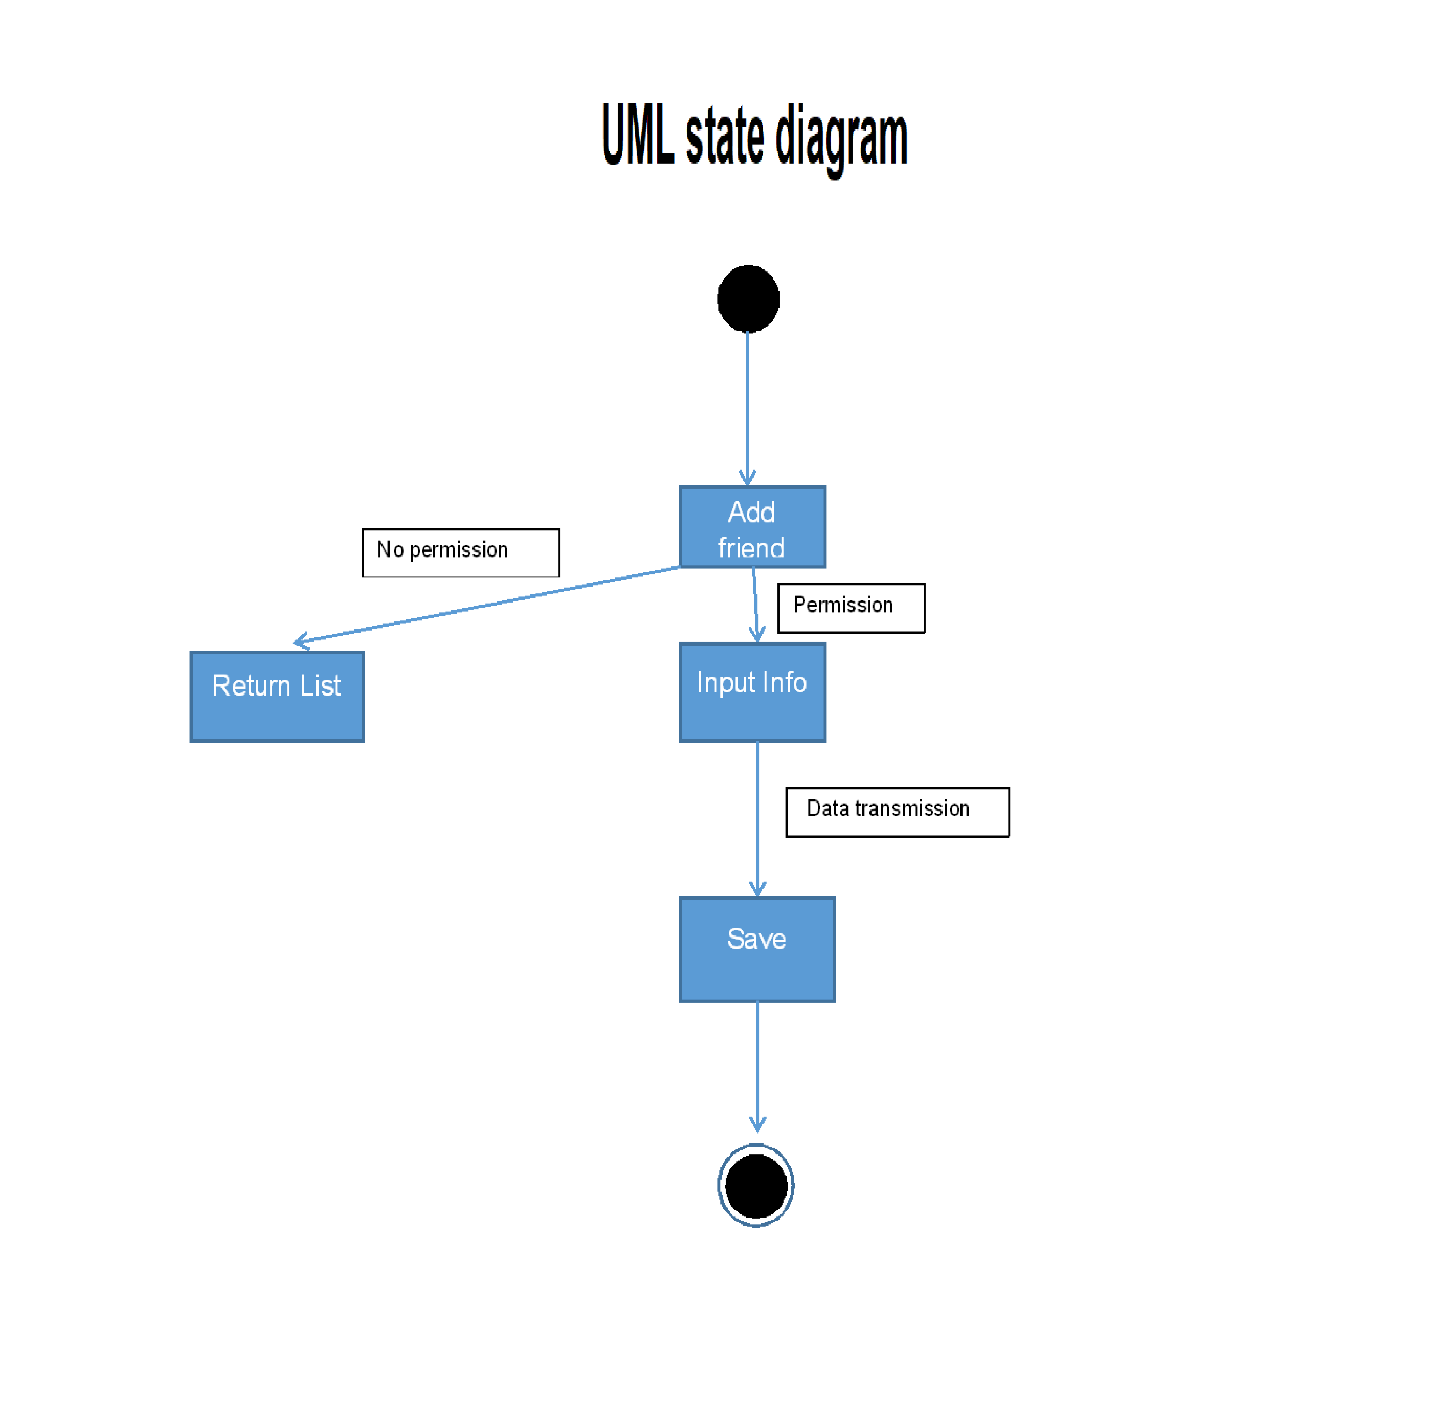 UML state diagram
Add
friend
No permission
Permission
Return List
Input Info
Data transmission
Save